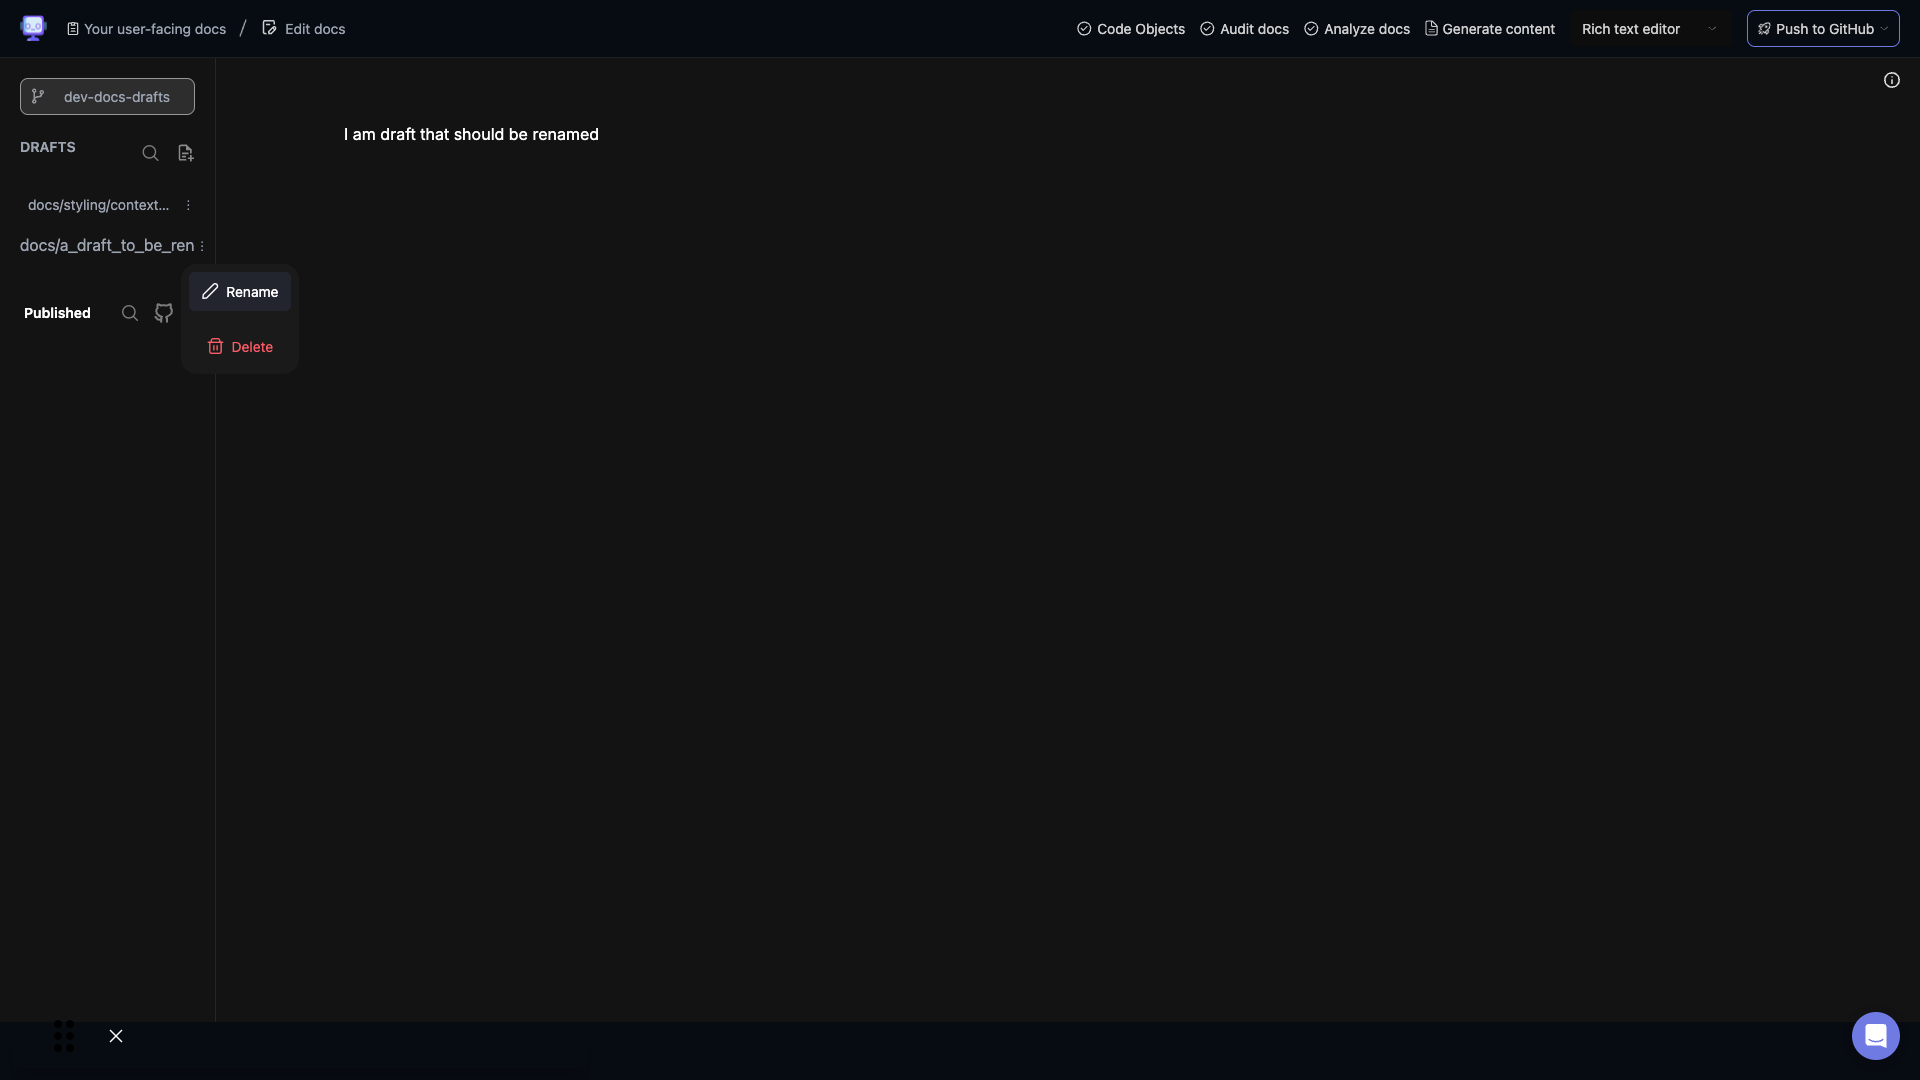 Your user-facing docs / Edit docs
Code Objects
Audit docs
Analyze docs
Generate content
Rich text editor
Push to GitHub
dev-docs-drafts
I am draft that should be renamed
DRAFTS
docs/styling/context...
docs/a_draft_to_be_ren
Rename
Published
Delete